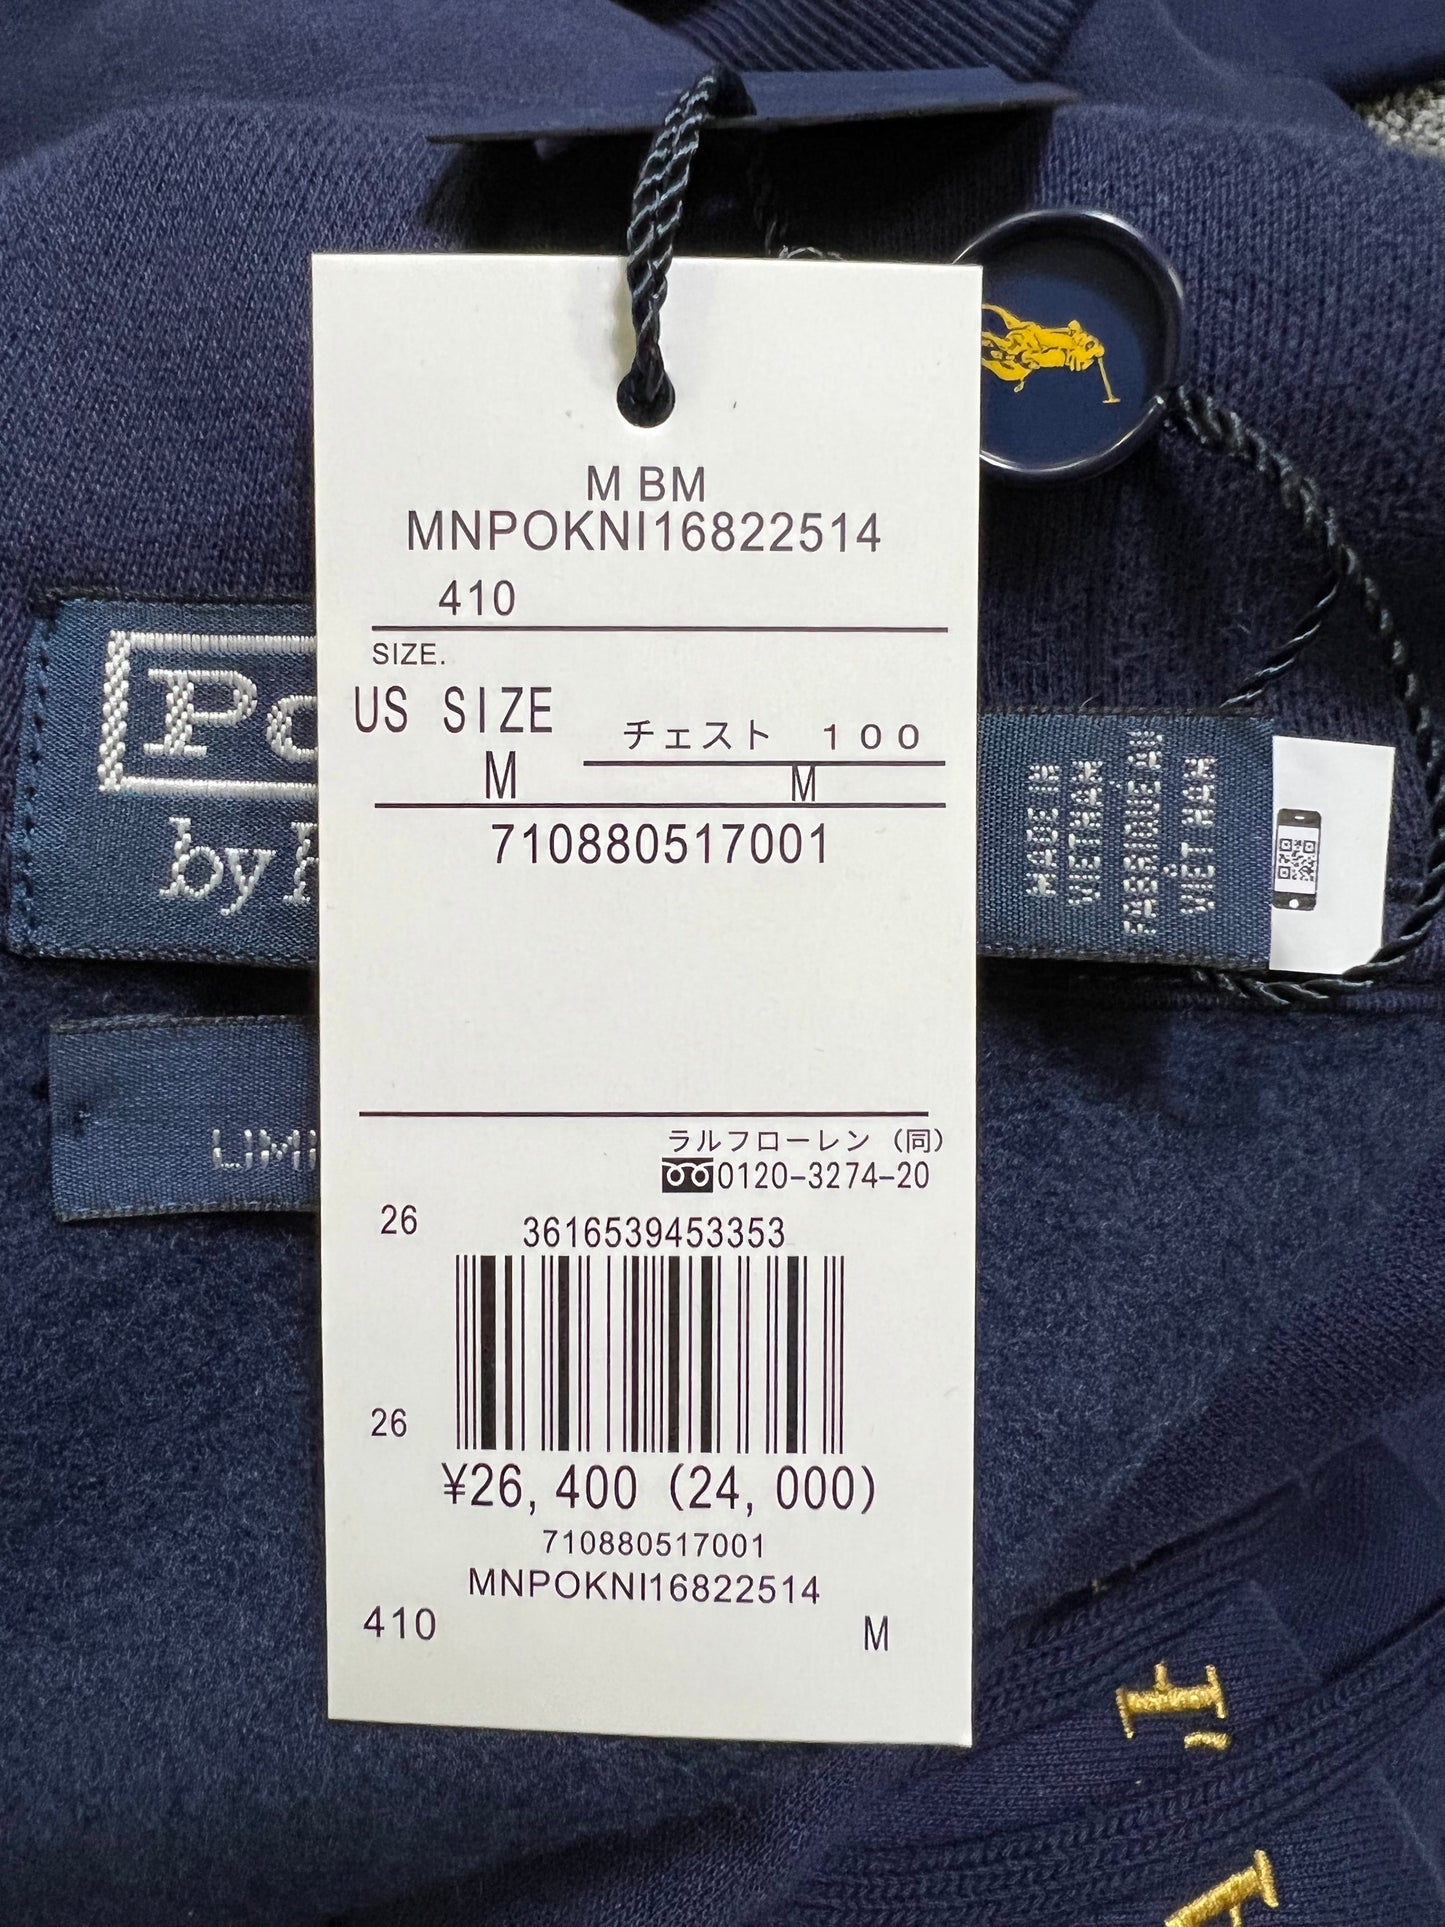 M BM
MNPOKNI16822514
410
SIZE.
US SIZE
チェスト １００
M
M
710880517001
by
MADE IN
VIETNAM
FABRIQUÉ AU
VIÊT NAM
ラルフローレン（同）
0120-3274-20
26
3616539453353
26
¥26,400 (24,000)
710880517001
MNPOKNI16822514
410
M